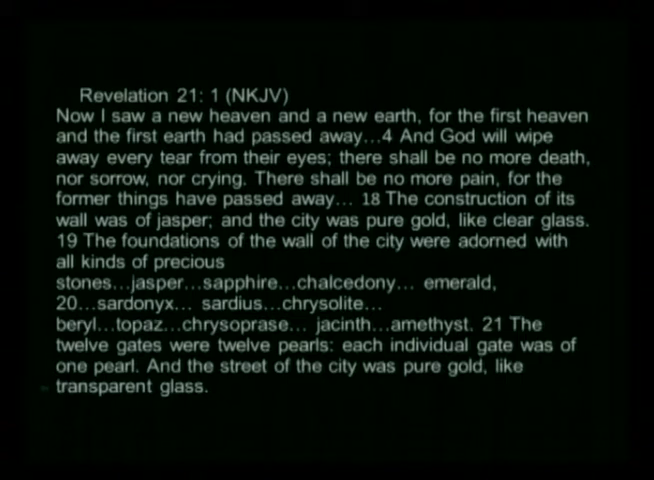 Revelation 21: 1 (NKJV)
Now I saw a new heaven and a new earth, for the first heaven
and the first earth had passed away...4 And God will wipe
away every tear from their eyes; there shall be no more death,
nor sorrow, nor crying. There shall be no more pain, for the
former things have passed away... 18 The construction of its
wall was of jasper; and the city was pure gold, like clear glass.
19 The foundations of the wall of the city were adorned with
all kinds of precious
stones...jasper...sapphire...chalcedony... emerald,
20...sardonyx... sardius...chrysolite...
beryl...topaz...chrysoprase... jacinth...amethyst. 21 The
twelve gates were twelve pearls: each individual gate was of
one pearl. And the street of the city was pure gold, like
transparent glass.